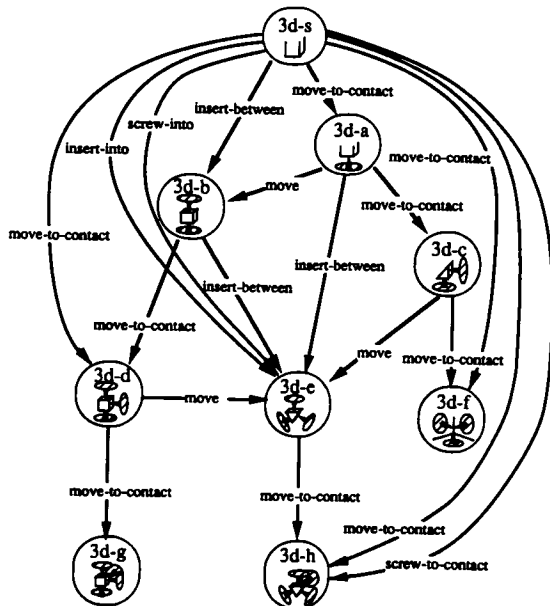 3d-s
move-to-contact
insert-between
screw-into
3d-a
insert-into
move-to-contact
3d-b
move
move-to-contact
move-to-contact
3d-c
insert-between
insert-between
move-to-contact
move
move-to-contact
3d-d
3d-e
move
3d-f
move-to-contact
move-to-contact
move-to-contact
3d-g
3d-h
screw-to-contact